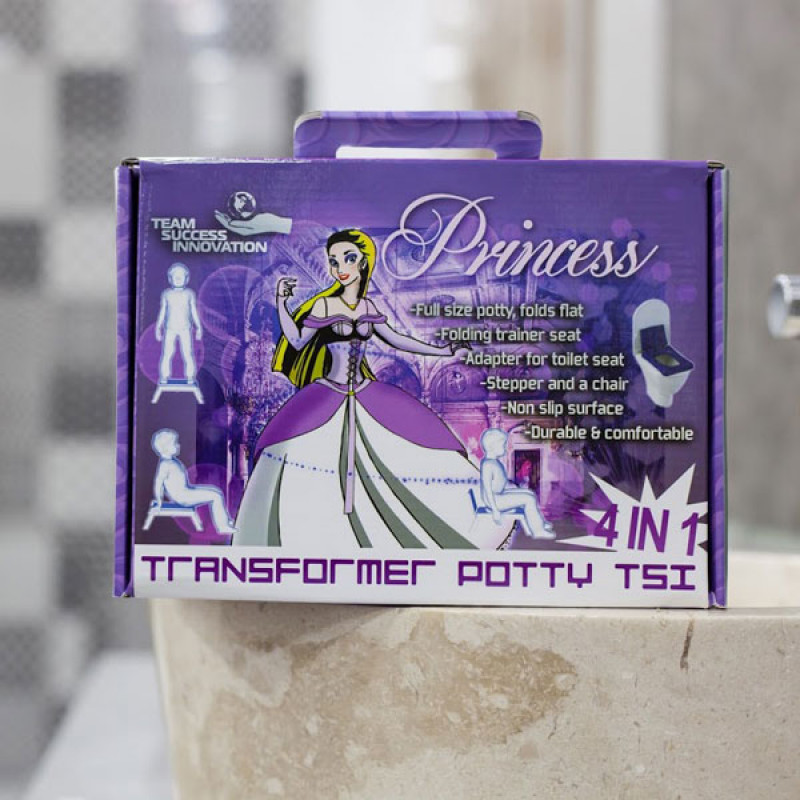 TEAM
SUCCESS
INNOVATION
Princess
-Full size potty, folds flat
-Folding trainer seat
-Adapter for toilet seat
-Stepper and a chair
-Non slip surface
-Durable & comfortable
4 IN 1
TRANSFORMER POTTY TSI